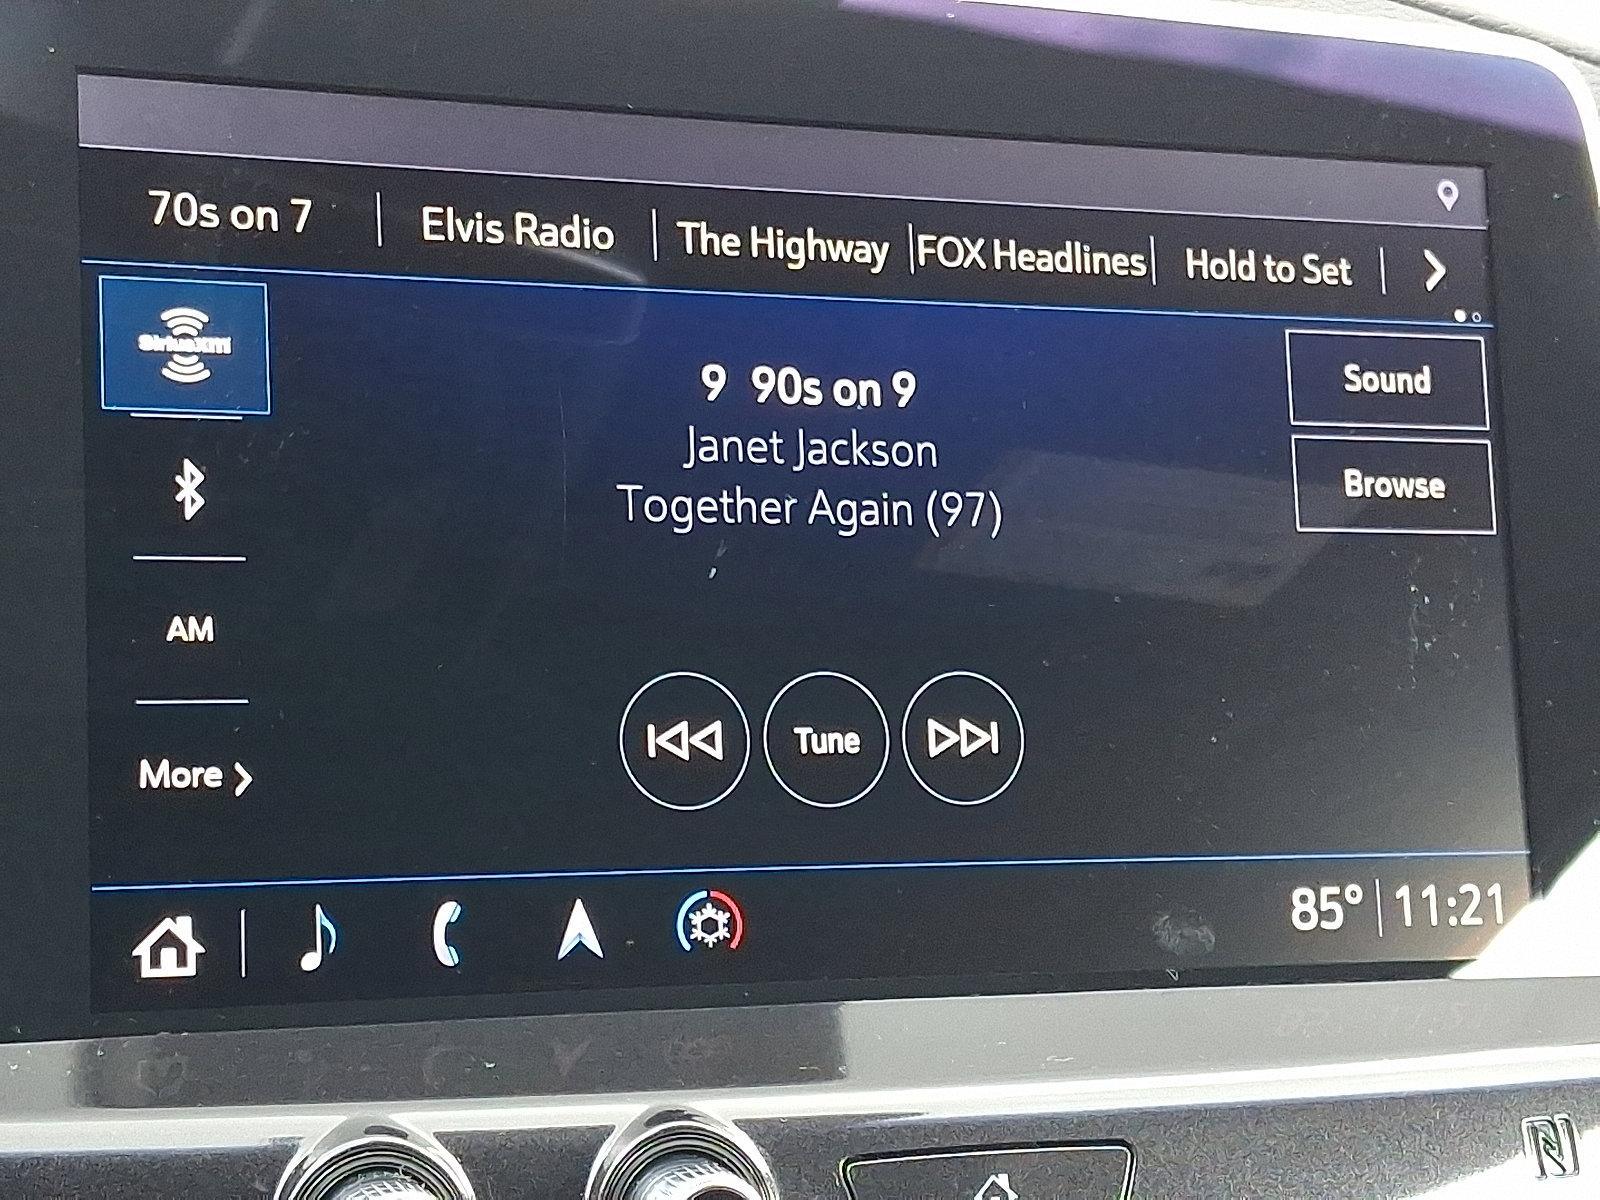 70s on 7 | Elvis Radio | The Highway | FOX Headlines | Hold to Set
SiriusXM
9 90s on 9
Janet Jackson
Together Again (97)
Sound
Browse
AM
More
Tune
85° | 11:21